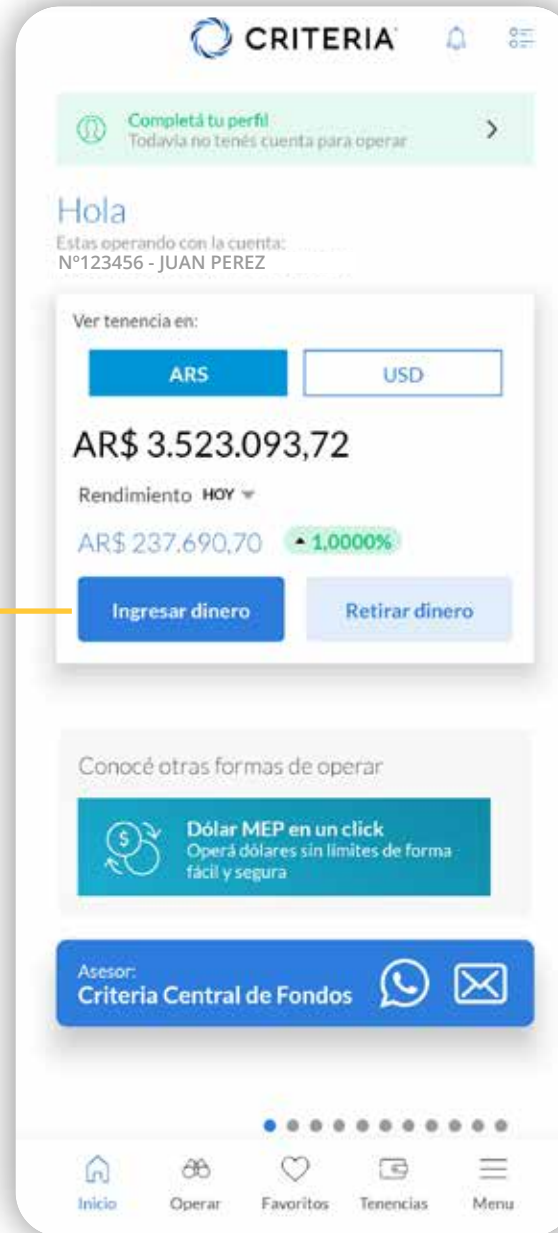 CRITERIA
Completá tu perfil
Todavia no tenés cuenta para operar
Hola
Estas operando con la cuenta:
Nº123456 - JUAN PEREZ
Ver tenencia en:
ARS USD
AR$ 3.523.093,72
Rendimiento HOY
AR$ 237.690,70 1,0000%
Ingresar dinero Retirar dinero
Conocé otras formas de operar
Dólar MEP en un click
Operá dólares sin limites de forma
fácil y segura
Asesor:
Criteria Central de Fondos
Inicio Operar Favoritos Tenencias Menu